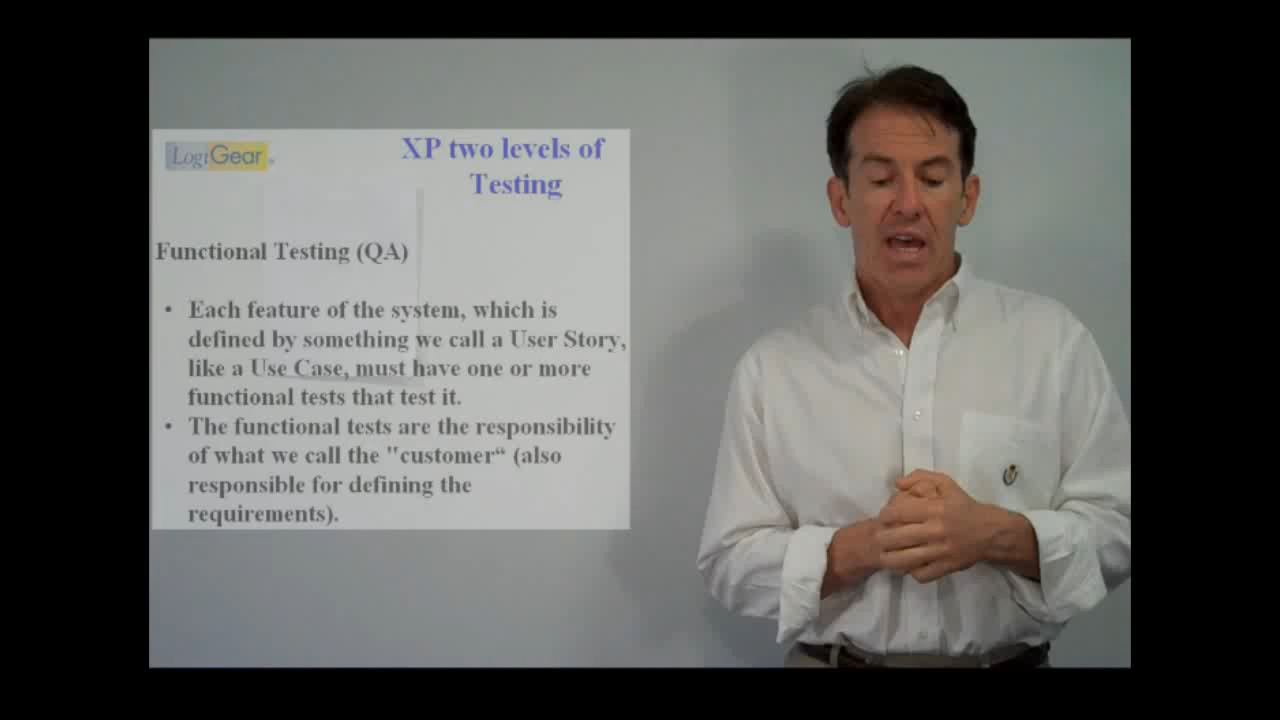 LogiGear
XP two levels of
Testing
Functional Testing (QA)
• Each feature of the system, which is
defined by something we call a User Story,
like a Use Case, must have one or more
functional tests that test it.
• The functional tests are the responsibility
of what we call the "customer“ (also
responsible for defining the
requirements).